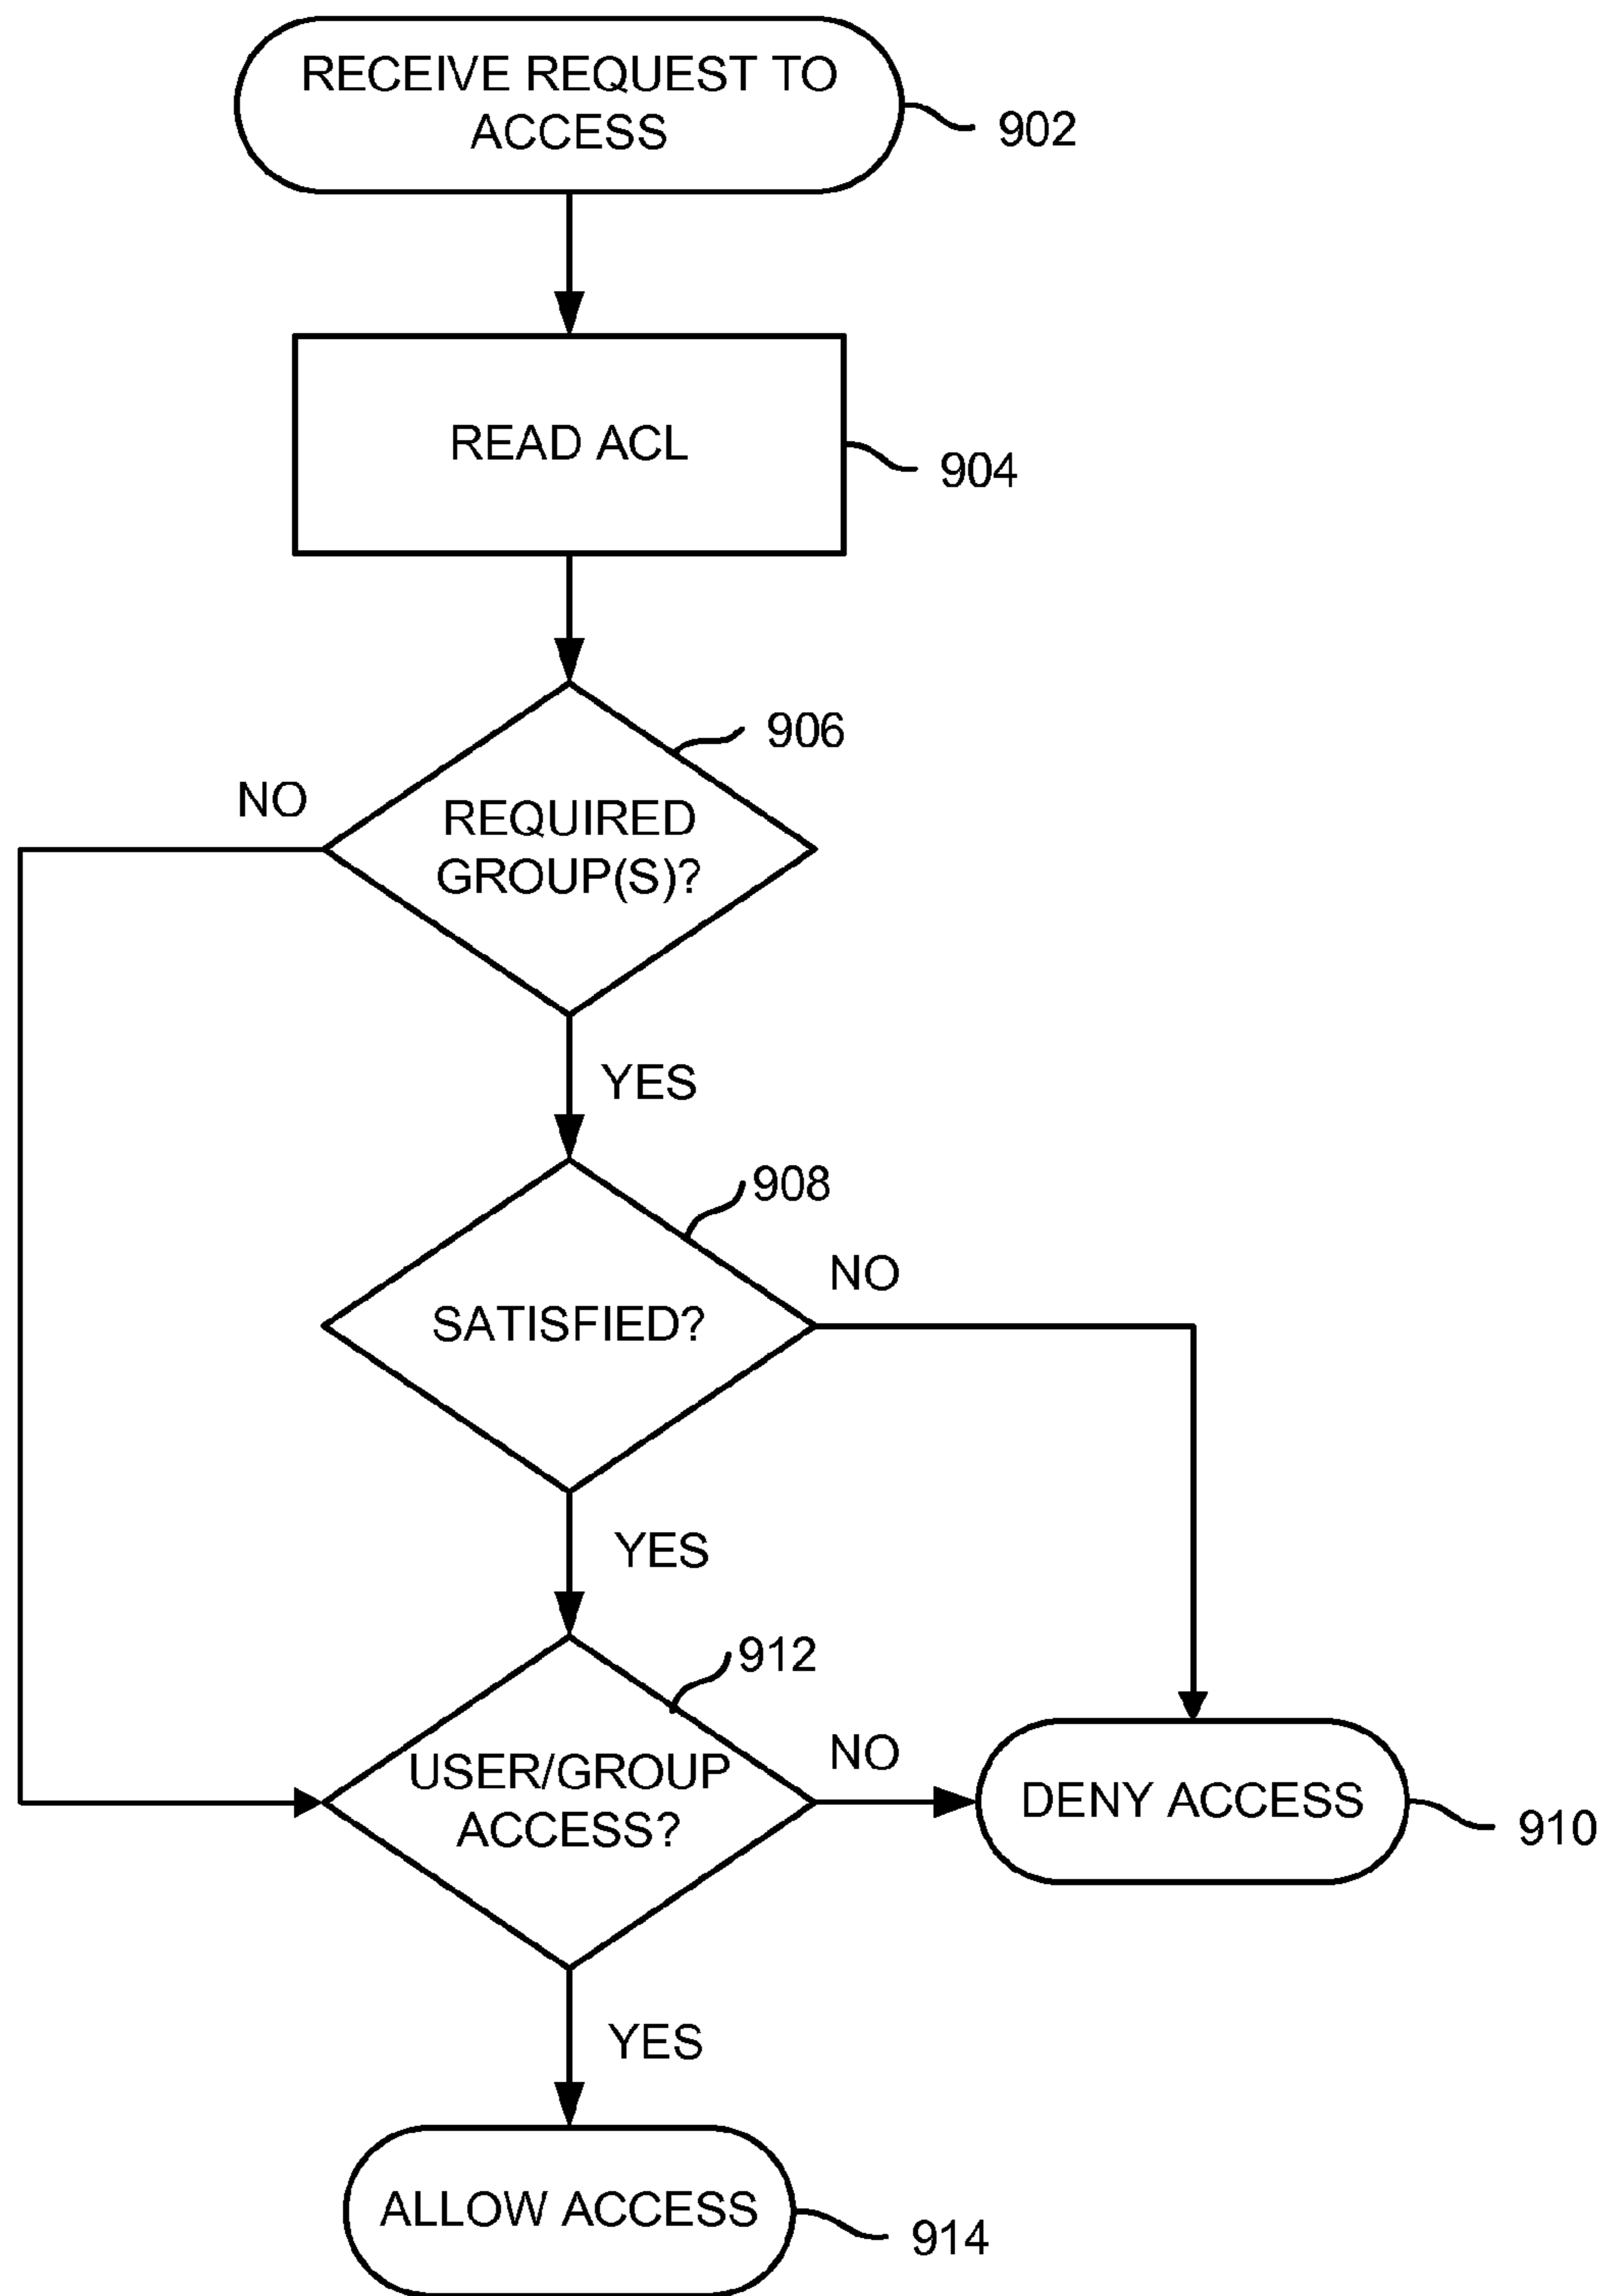 RECEIVE REQUEST TO
ACCESS
902
READ ACL
904
906
NO
REQUIRED
GROUP(S)?
YES
908
NO
SATISFIED?
YES
912
USER/GROUP
ACCESS?
NO
DENY ACCESS
910
YES
ALLOW ACCESS
914